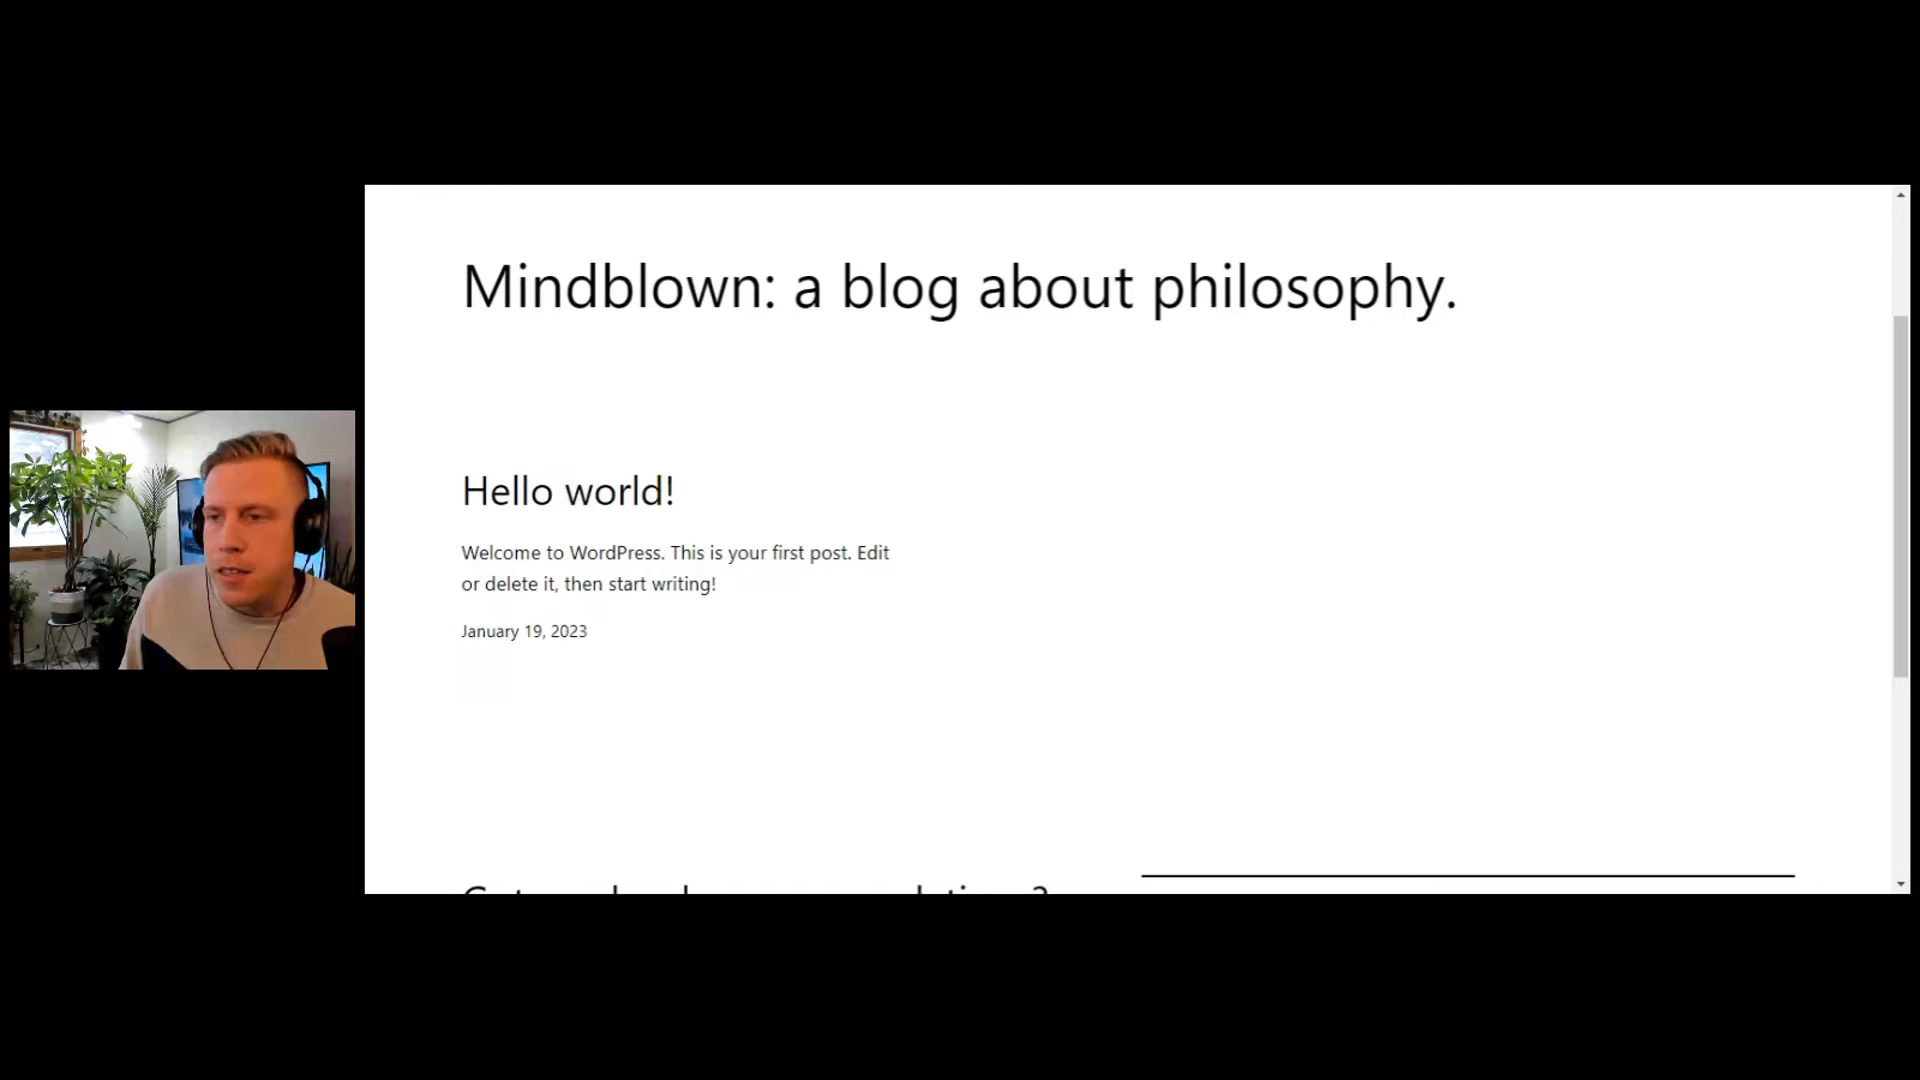 Mindblown: a blog about philosophy.
Hello world!
Welcome to WordPress. This is your first post. Edit
or delete it, then start writing!
January 19, 2023